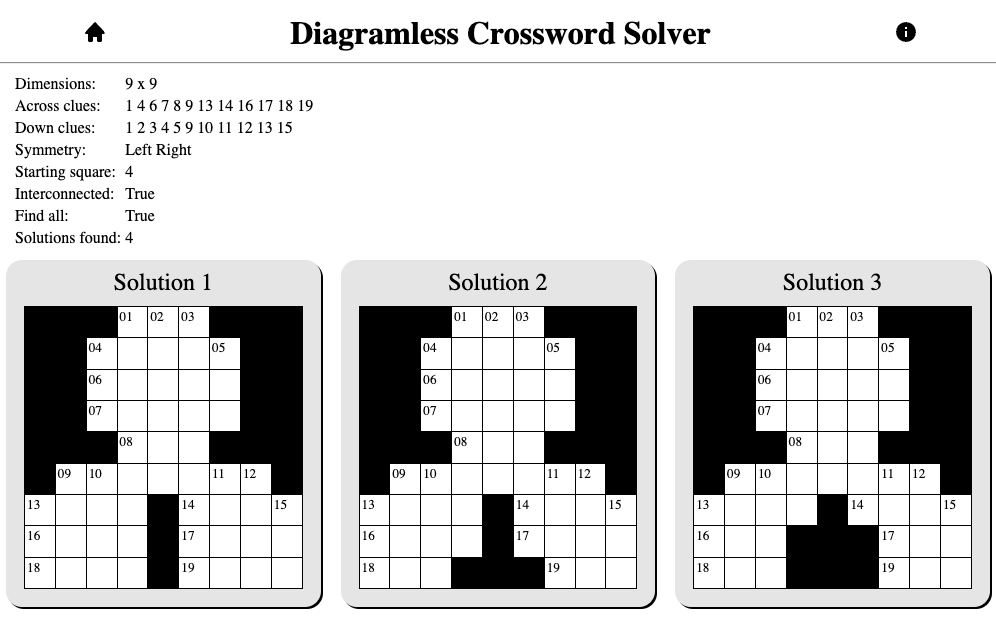 Diagramless Crossword Solver
Dimensions: 9 x 9
Across clues: 1 4 6 7 8 9 13 14 16 17 18 19
Down clues: 1 2 3 4 5 9 10 11 12 13 15
Symmetry: Left Right
Starting square: 4
Interconnected: True
Find all: True
Solutions found: 4
Solution 1
01 02 03
04 05
06
07
08
09 10 11 12
13 14 15
16 17
18 19
Solution 2
01 02 03
04 05
06
07
08
09 10 11 12
13 14 15
16 17
18 19
Solution 3
01 02 03
04 05
06
07
08
09 10 11 12
13 14 15
16 17
18 19